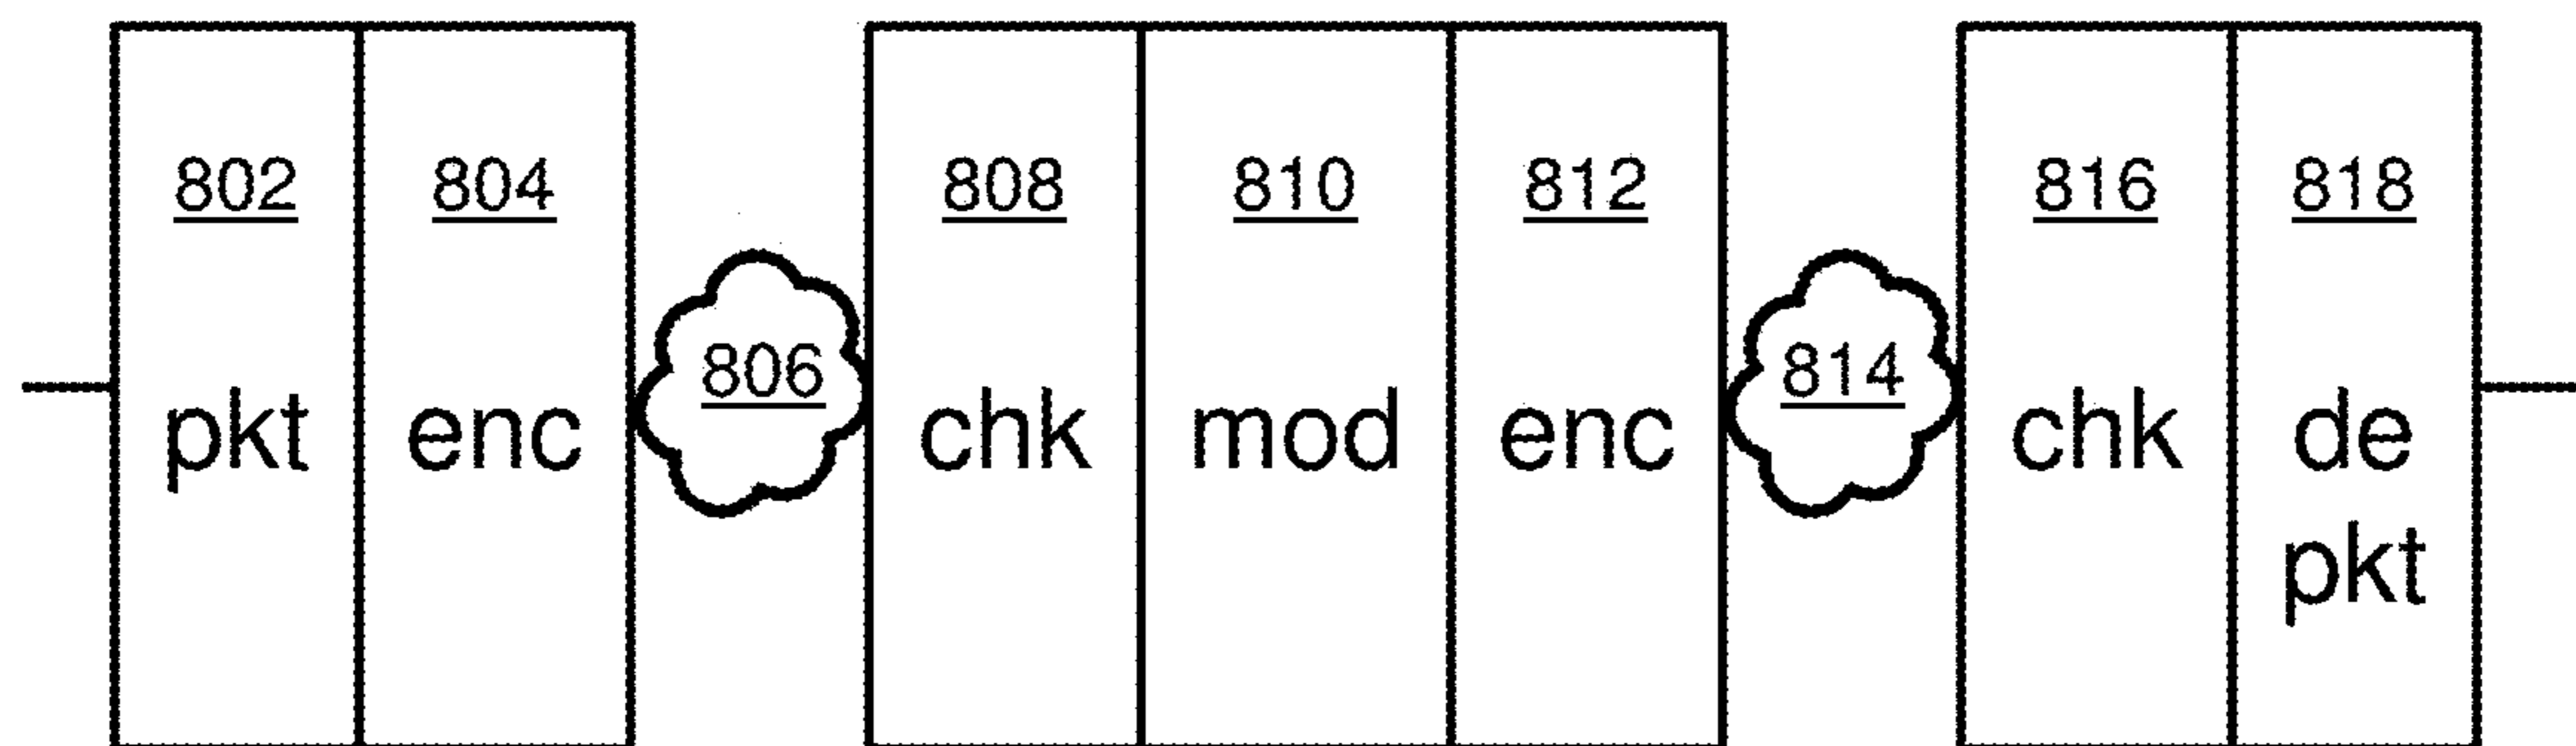 802 804 808 810 812 816 818
806 814
pkt enc chk mod enc chk de
pkt